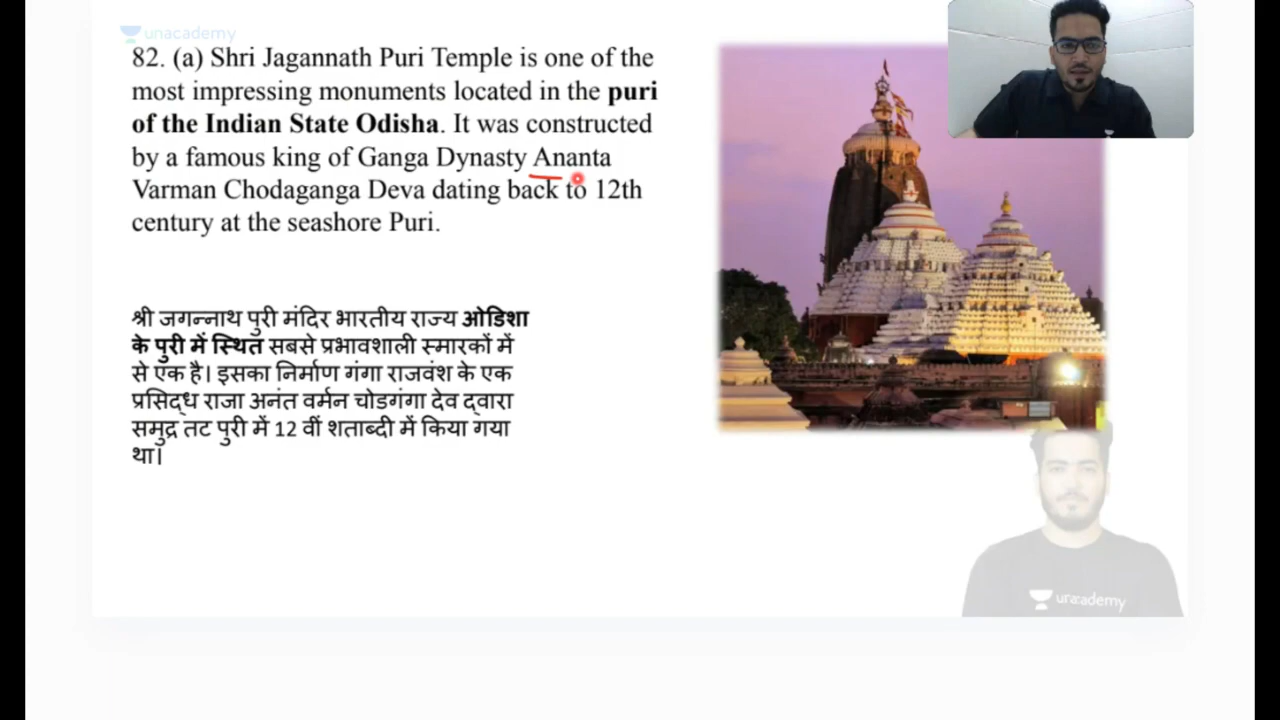 unacademy
82. (a) Shri Jagannath Puri Temple is one of the
most impressing monuments located in the puri
of the Indian State Odisha. It was constructed
by a famous king of Ganga Dynasty Ananta
Varman Chodaganga Deva dating back to 12th
century at the seashore Puri.
श्री जगन्नाथ पुरी मंदिर भारतीय राज्य ओडिशा
के पुरी में स्थित सबसे प्रभावशाली स्मारकों में
से एक है। इसका निर्माण गंगा राजवंश के एक
प्रसिद्ध राजा अनंत वर्मन चोडगंगा देव द्वारा
समुद्र तट पुरी में 12 वीं शताब्दी में किया गया
था।
unacademy